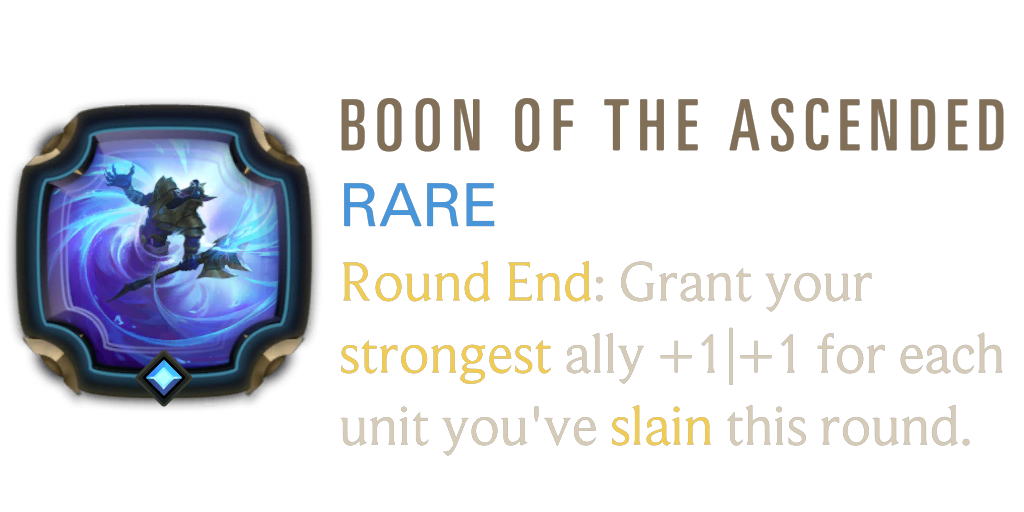 BOON OF THE ASCENDED
RARE
Round End: Grant your
strongest ally +1|+1 for each
unit you've slain this round.